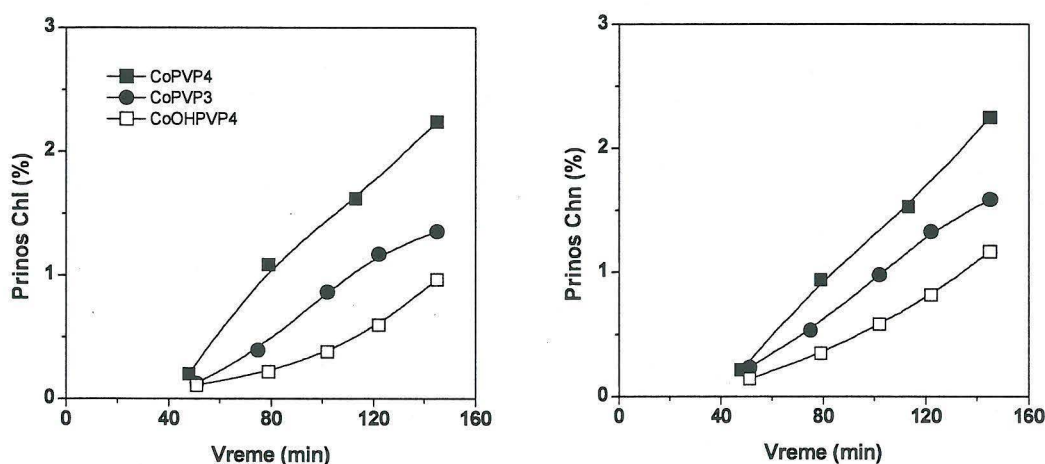 3
2
1
0
Prinos Chl (%)
CoPVP4
CoPVP3
CoOHPVP4
0 40 80 120 160
Vreme (min)
3
2
1
0
Prinos Chn (%)
0 40 80 120 160
Vreme (min)